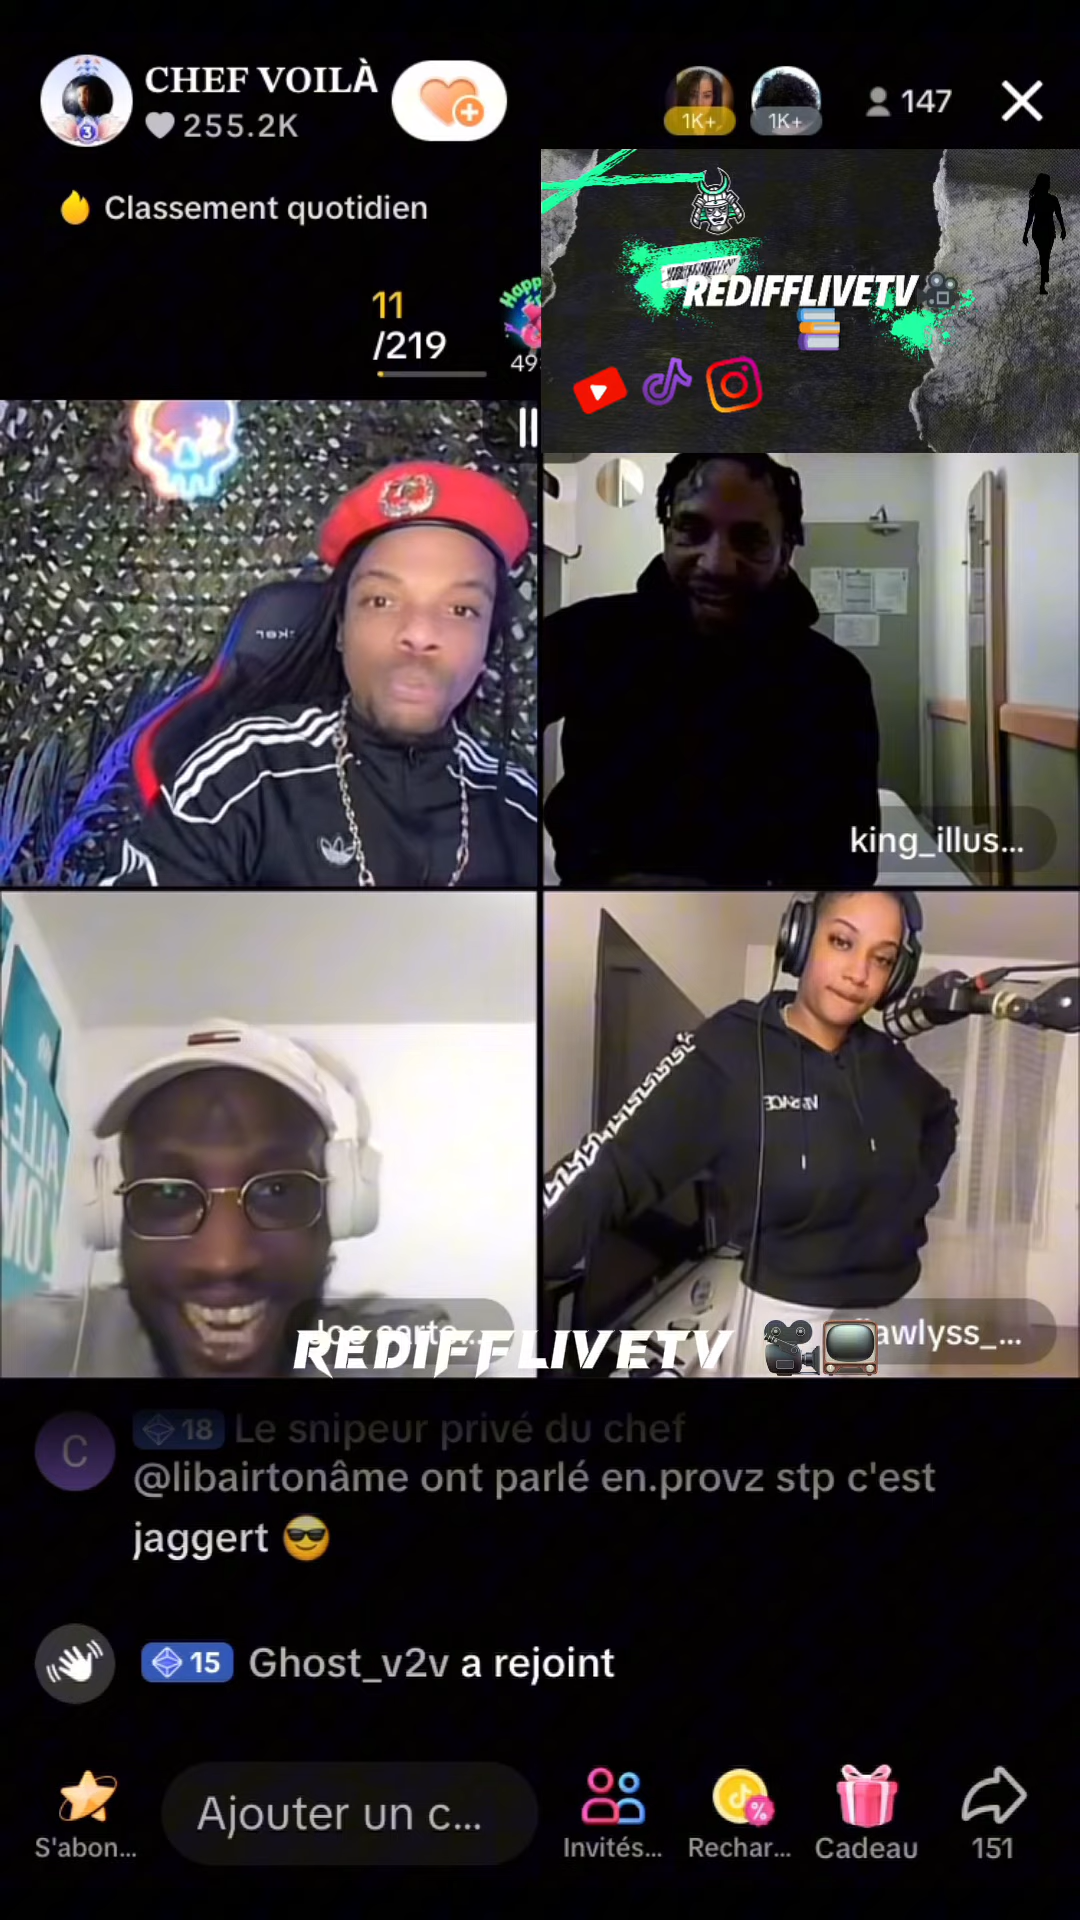 CHEF VOILÀ
255.2K
1K+
1K+
147
Classement quotidien
11
/219
REDIFFLIVETV
king_illus...
REDIFFLIVETV
awlyss_...
C
18 Le snipeur privé du chef
@libairtonâme ont parlé en.provz stp c'est
jaggert 😎
15 Ghost_v2v a rejoint
Ajouter un c...
S'abon...
Invités...
Rechar...
Cadeau
151